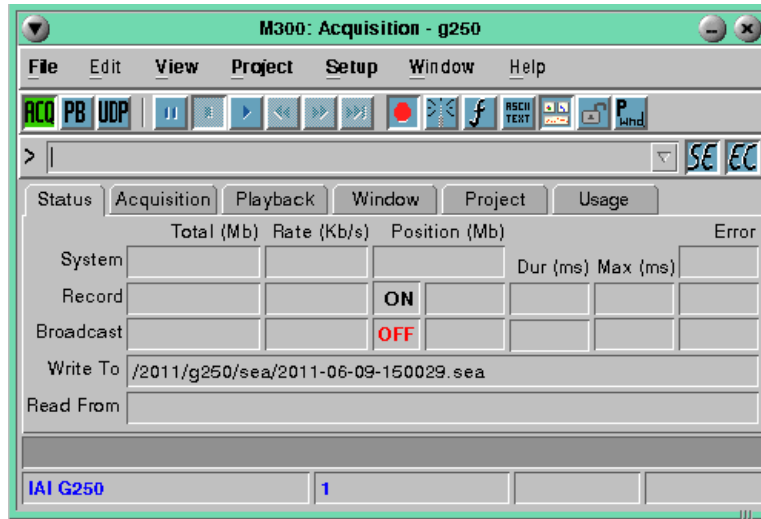 M300: Acquisition - g250
File Edit View Project Setup Window Help
ACQ PB UDP f ASCII TEXT P Wnd
> SE EC
Status Acquisition Playback Window Project Usage
Total (Mb) Rate (Kb/s) Position (Mb) Error
System Dur (ms) Max (ms)
Record ON
Broadcast OFF
Write To /2011/g250/sea/2011-06-09-150029.sea
Read From
IAI G250 1